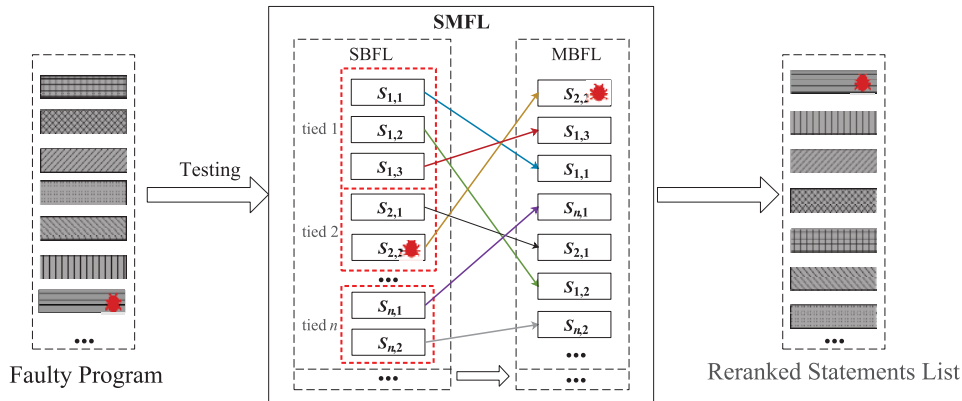 SMFL
SBFL
MBFL
tied 1
S1,1
S1,2
S1,3
tied 2
S2,1
S2,2
•••
tied n
Sn,1
Sn,2
•••
S2,2
S1,3
S1,1
Sn,1
S2,1
S1,2
Sn,2
•••
•••
Testing
•••
Faulty Program
•••
Reranked Statements List